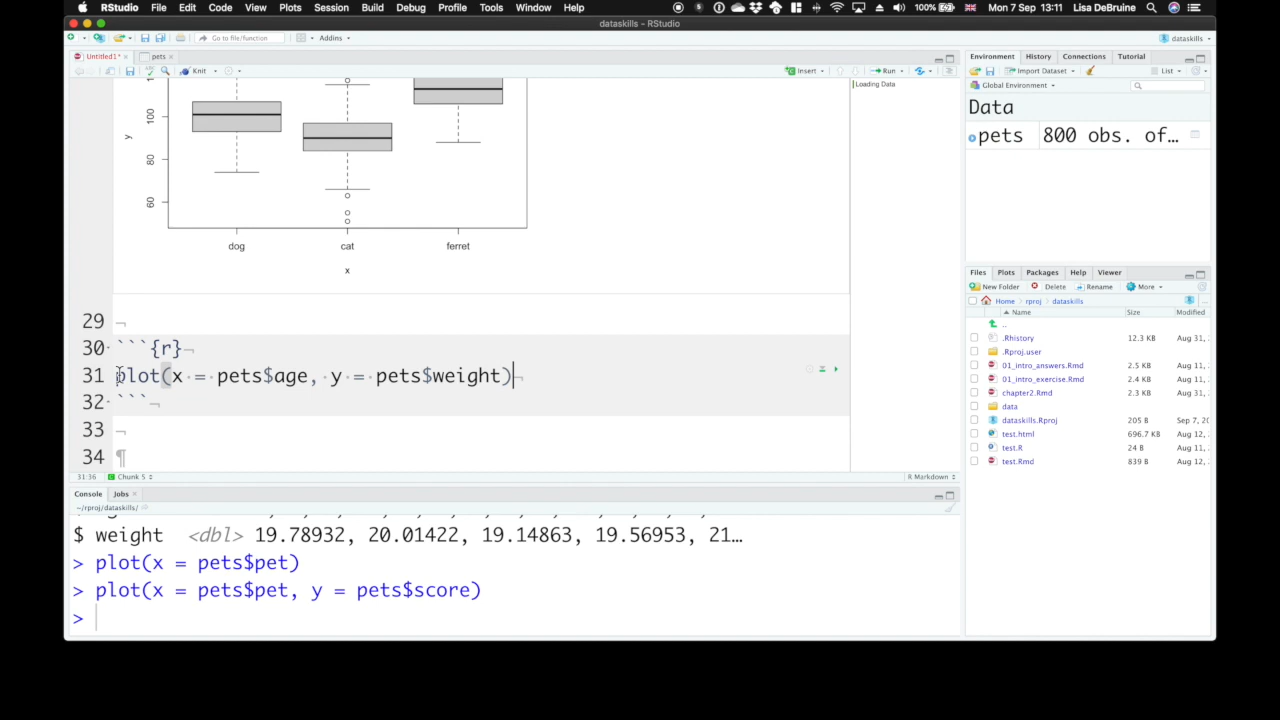 RStudio File Edit Code View Plots Session Build Debug Profile Tools Window Help 100% Mon 7 Sep 13:11 Lisa DeBruine
dataskills – RStudio
Go to file/function Addins dataskills
Untitled1* pets
Knit Insert Run
y
60 80 100
dog cat ferret
x
29
30 ```{r}
31 plot(x = pets$age, y = pets$weight)
32 ```
33
34
31:36 Chunk 5 R Markdown
Loading Data
Console Jobs
~/rproj/dataskills/
$ weight <dbl> 19.78932, 20.01422, 19.14863, 19.56953, 21…
> plot(x = pets$pet)
> plot(x = pets$pet, y = pets$score)
>
Environment History Connections Tutorial
Import Dataset List
Global Environment
Data
pets 800 obs. of…
Files Plots Packages Help Viewer
New Folder Delete Rename More
Home rproj dataskills
Name Size Modified
..
.Rhistory 12.3 KB Aug 31,
.Rproj.user
01_intro_answers.Rmd 2.5 KB Aug 11,
01_intro_exercise.Rmd 2.4 KB Aug 11,
chapter2.Rmd 2.3 KB Aug 31,
data
dataskills.Rproj 205 B Sep 7, 20
test.html 696.7 KB Aug 12,
test.R 24 B Aug 11,
test.Rmd 839 B Aug 12,